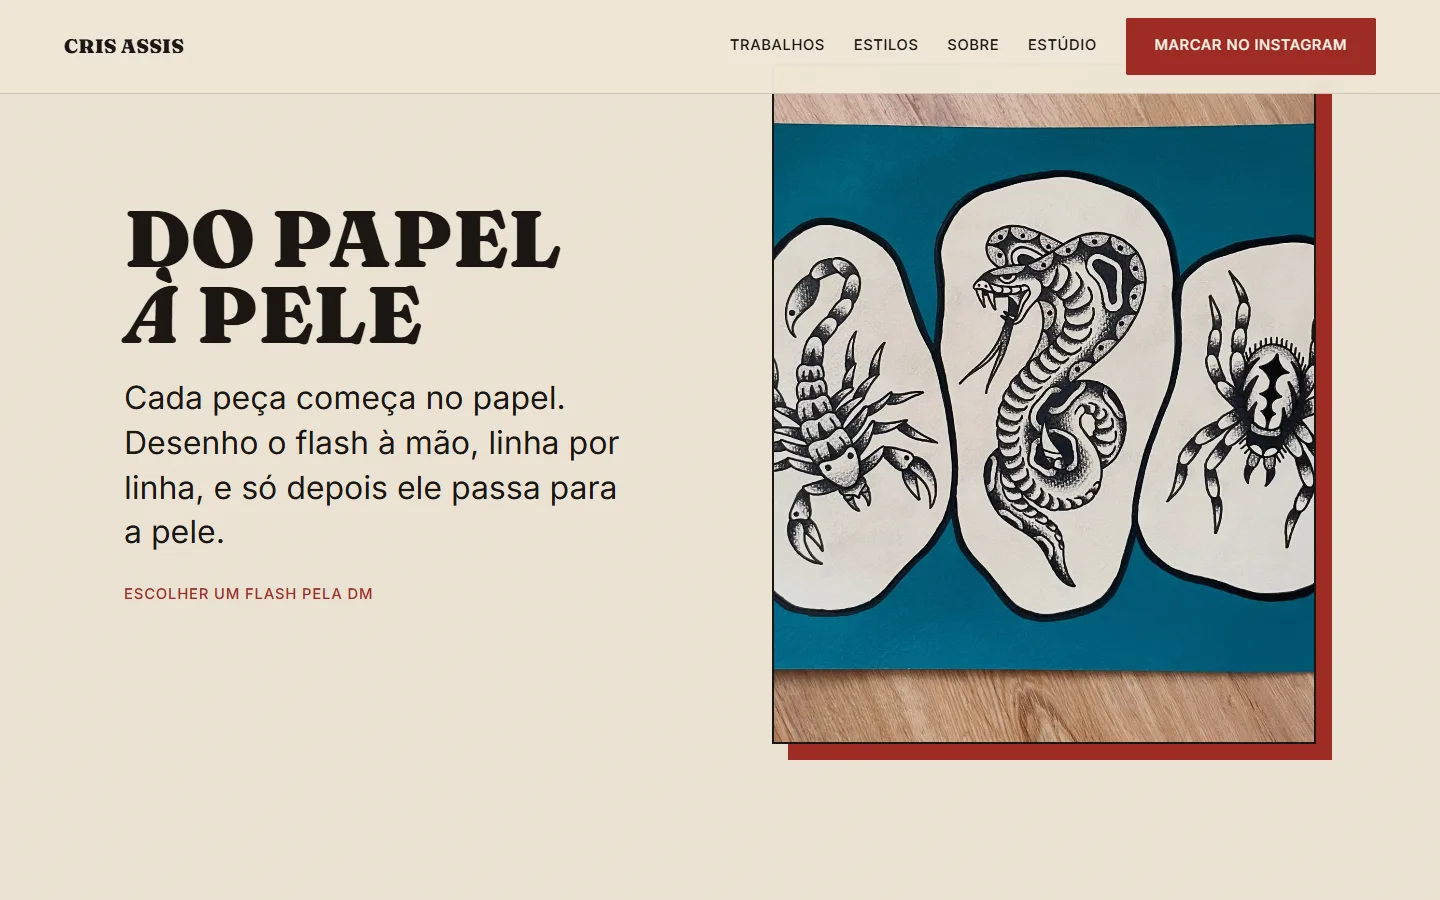 CRIS ASSIS
TRABALHOS
ESTILOS
SOBRE
ESTÚDIO
MARCAR NO INSTAGRAM
DO PAPEL
À PELE
Cada peça começa no papel.
Desenho o flash à mão, linha por
linha, e só depois ele passa para
a pele.
ESCOLHER UM FLASH PELA DM